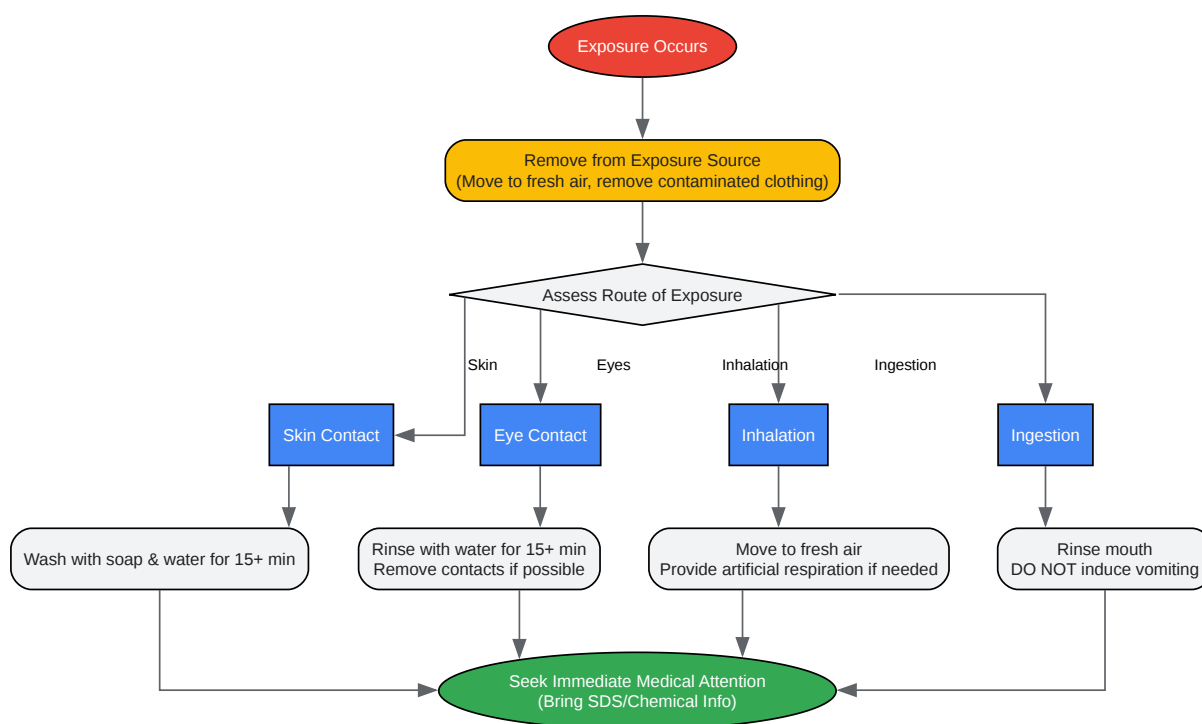 Exposure Occurs
Remove from Exposure Source
(Move to fresh air, remove contaminated clothing)
Assess Route of Exposure
Skin
Eyes
Inhalation
Ingestion
Skin Contact
Eye Contact
Inhalation
Ingestion
Wash with soap & water for 15+ min
Rinse with water for 15+ min
Remove contacts if possible
Move to fresh air
Provide artificial respiration if needed
Rinse mouth
DO NOT induce vomiting
Seek Immediate Medical Attention
(Bring SDS/Chemical Info)